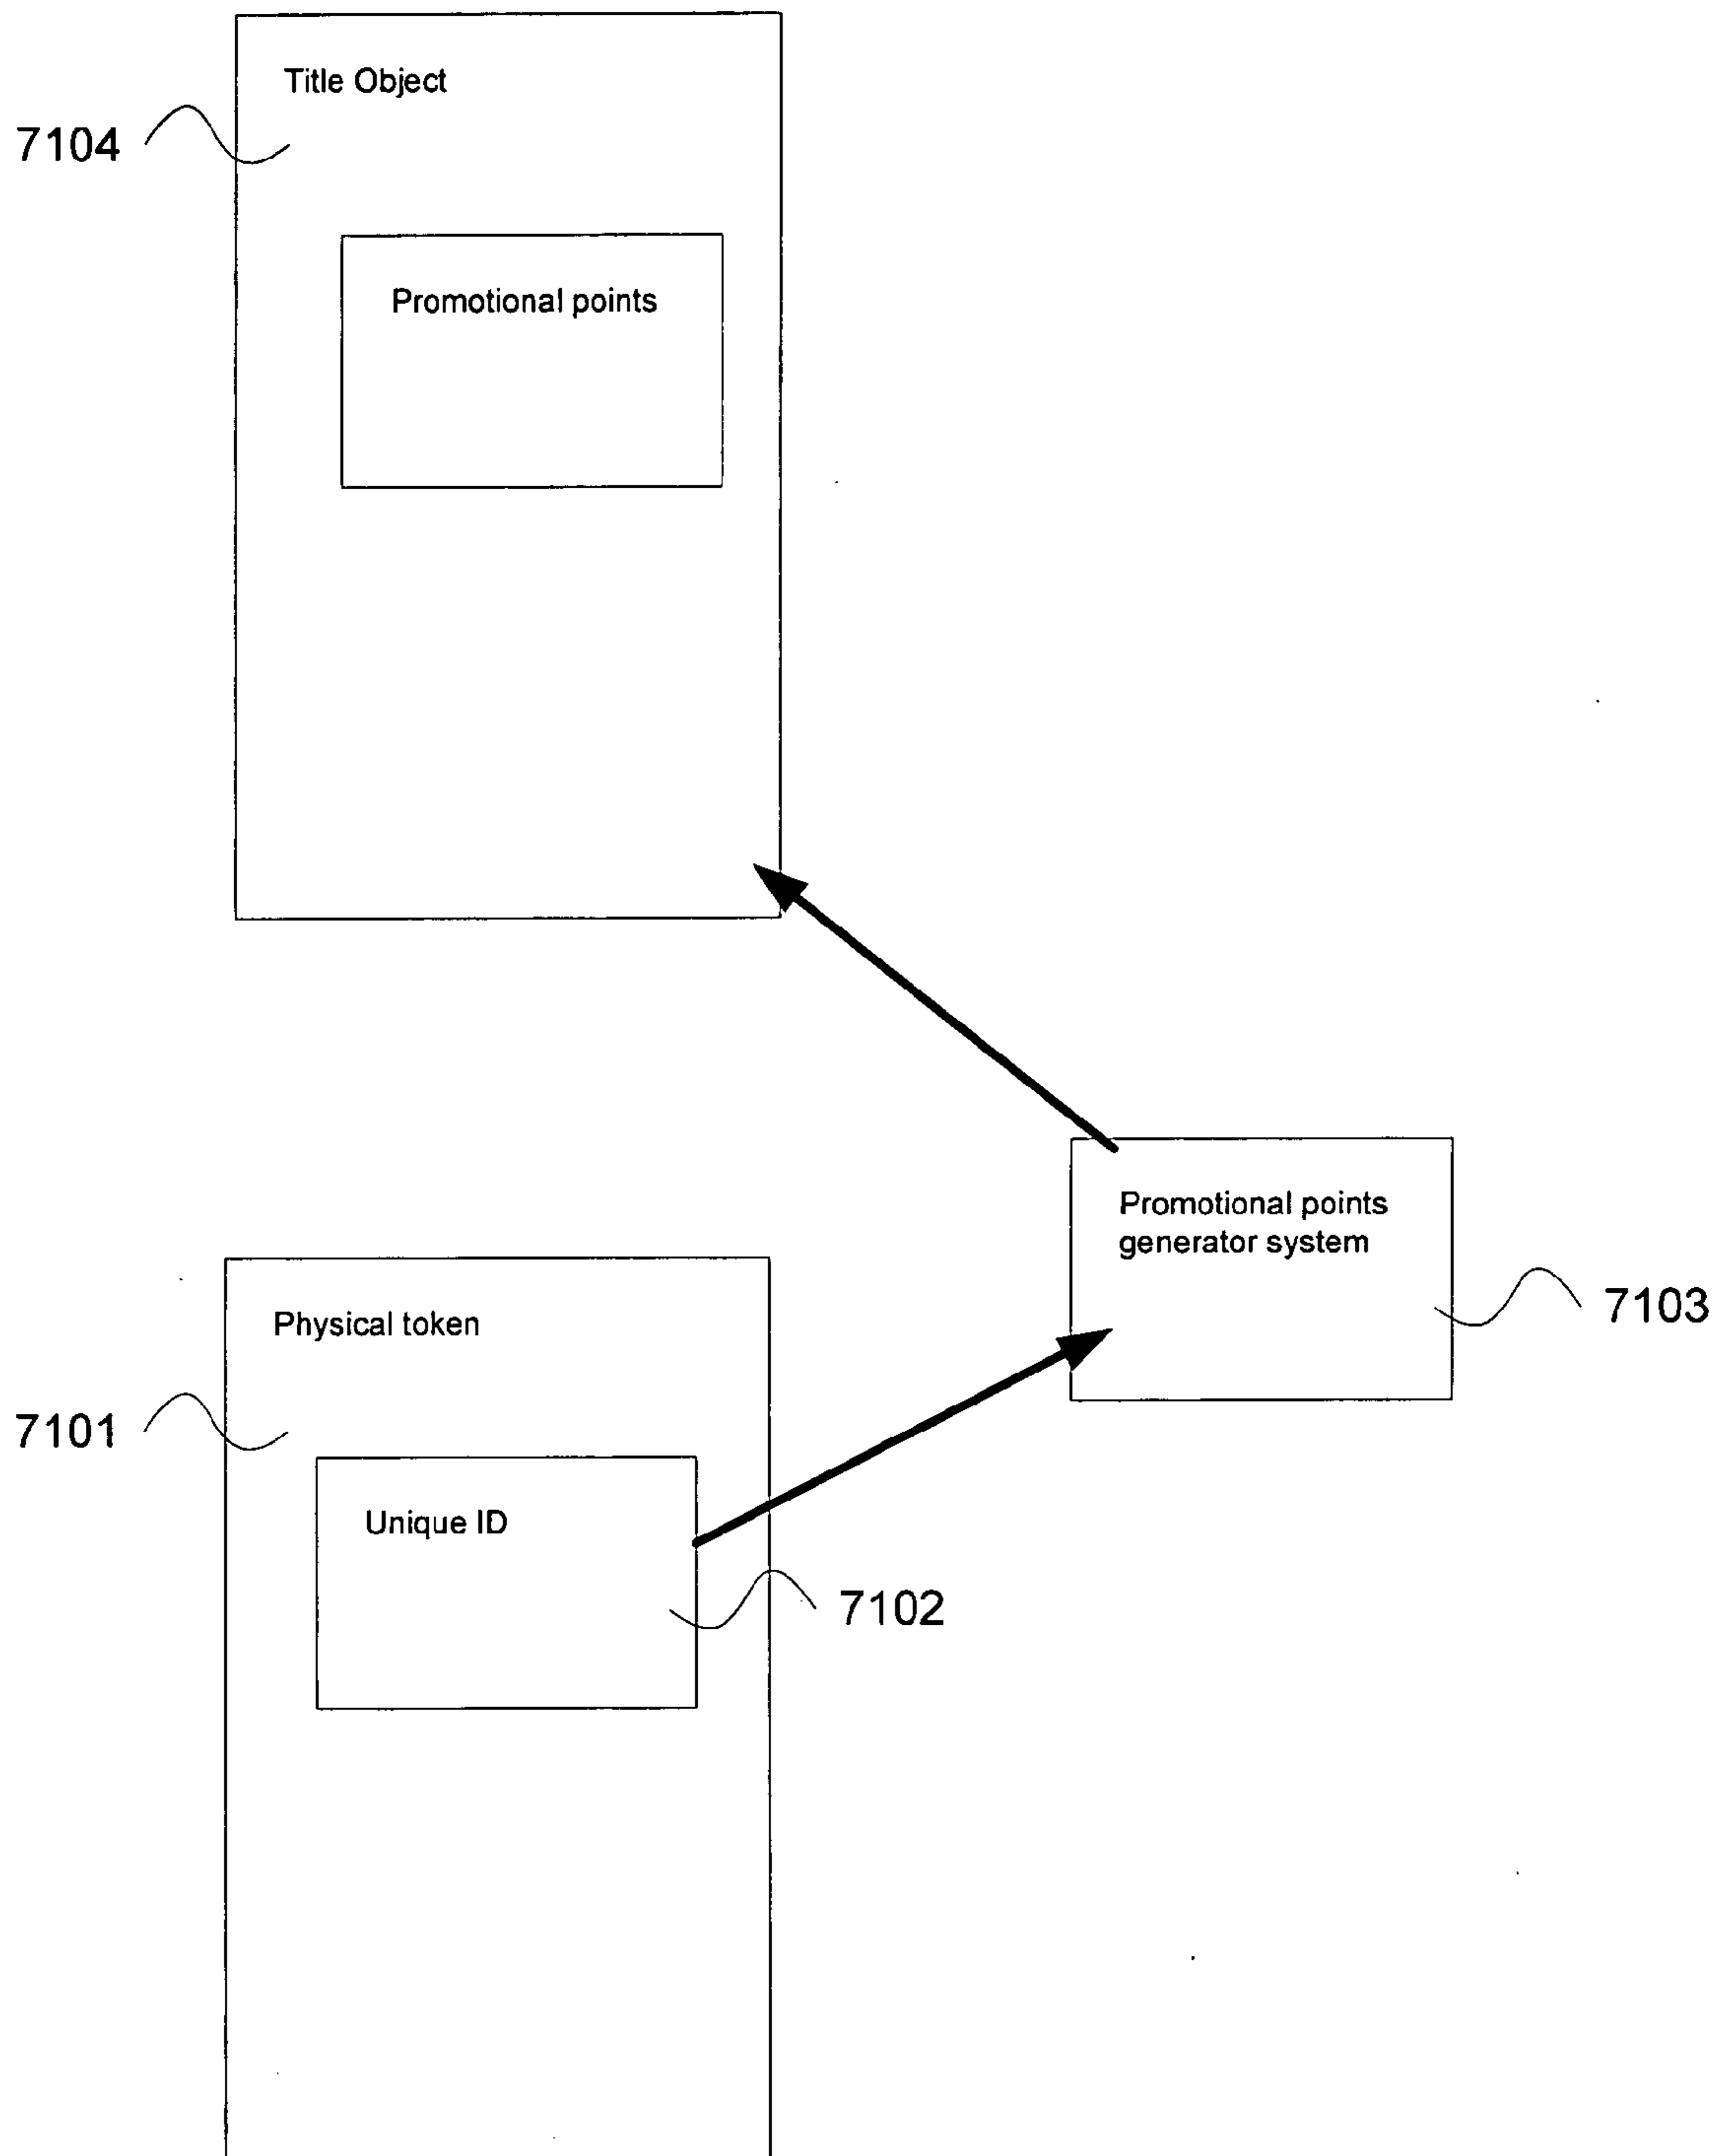 Title Object
7104
Promotional points
Promotional points
generator system
7103
Physical token
7101
Unique ID
7102